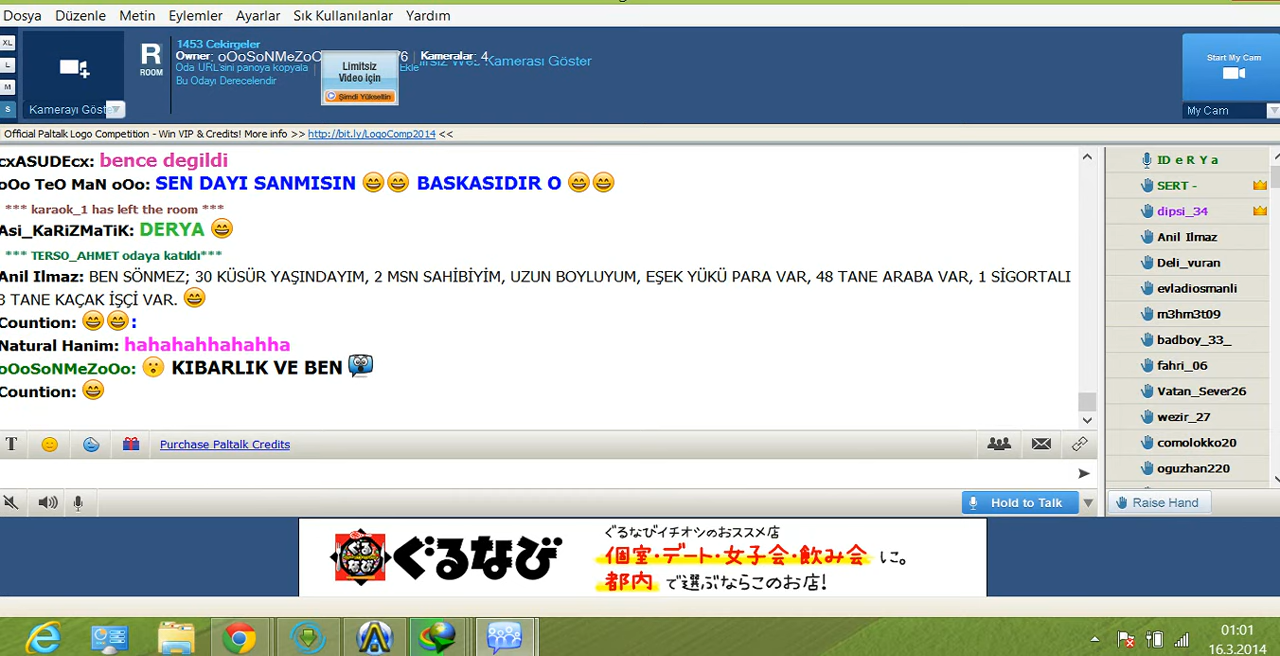 Dosya Düzenle Metin Eylemler Ayarlar Sık Kullanılanlar Yardım
XL
L
M
S
Kamerayı Göst
R
ROOM
1453 Cekirgeler
Owner: oOoSoNMeZoO 76 | Kameralar: 4
Oda URL'sini panoya kopyala | Ekle
Bu Odayı Derecelendir
Limitsiz
Video için
Şimdi Yükseltin
Web Kamerası Göster
Start My Cam
My Cam
Official Paltalk Logo Competition - Win VIP & Credits! More info >> http://bit.ly/LogoComp2014 <<
cxASUDEcx: bence degildi
oOo TeO MaN oOo: SEN DAYI SANMISIN 😄😄 BASKASIDIR O 😄😄
*** karaok_1 has left the room ***
Asi_KaRiZMaTiK: DERYA 😄
*** TERSO_AHMET odaya katıldı***
Anil Ilmaz: BEN SÖNMEZ; 30 KÜSÜR YAŞINDAYIM, 2 MSN SAHİBİYİM, UZUN BOYLUYUM, EŞEK YÜKÜ PARA VAR, 48 TANE ARABA VAR, 1 SİGORTALI
3 TANE KAÇAK İŞÇİ VAR. 😄
Countion: 😄😄:
Natural Hanim: hahahahhahahha
oOoSoNMeZoOo: 😮 KIBARLIK VE BEN
Countion: 😄
ID e R Y a
SERT -
dipsi_34
Anil Ilmaz
Deli_vuran
evladiosmanli
m3hm3t09
badboy_33_
fahri_06
Vatan_Sever26
wezir_27
comolokko20
oguzhan220
T
Purchase Paltalk Credits
Hold to Talk
Raise Hand
ぐるなび
ぐるなびイチオシのおススメ店
個室・デート・女子会・飲み会 に。
都内 で選ぶならこのお店!
01:01
16.3.2014